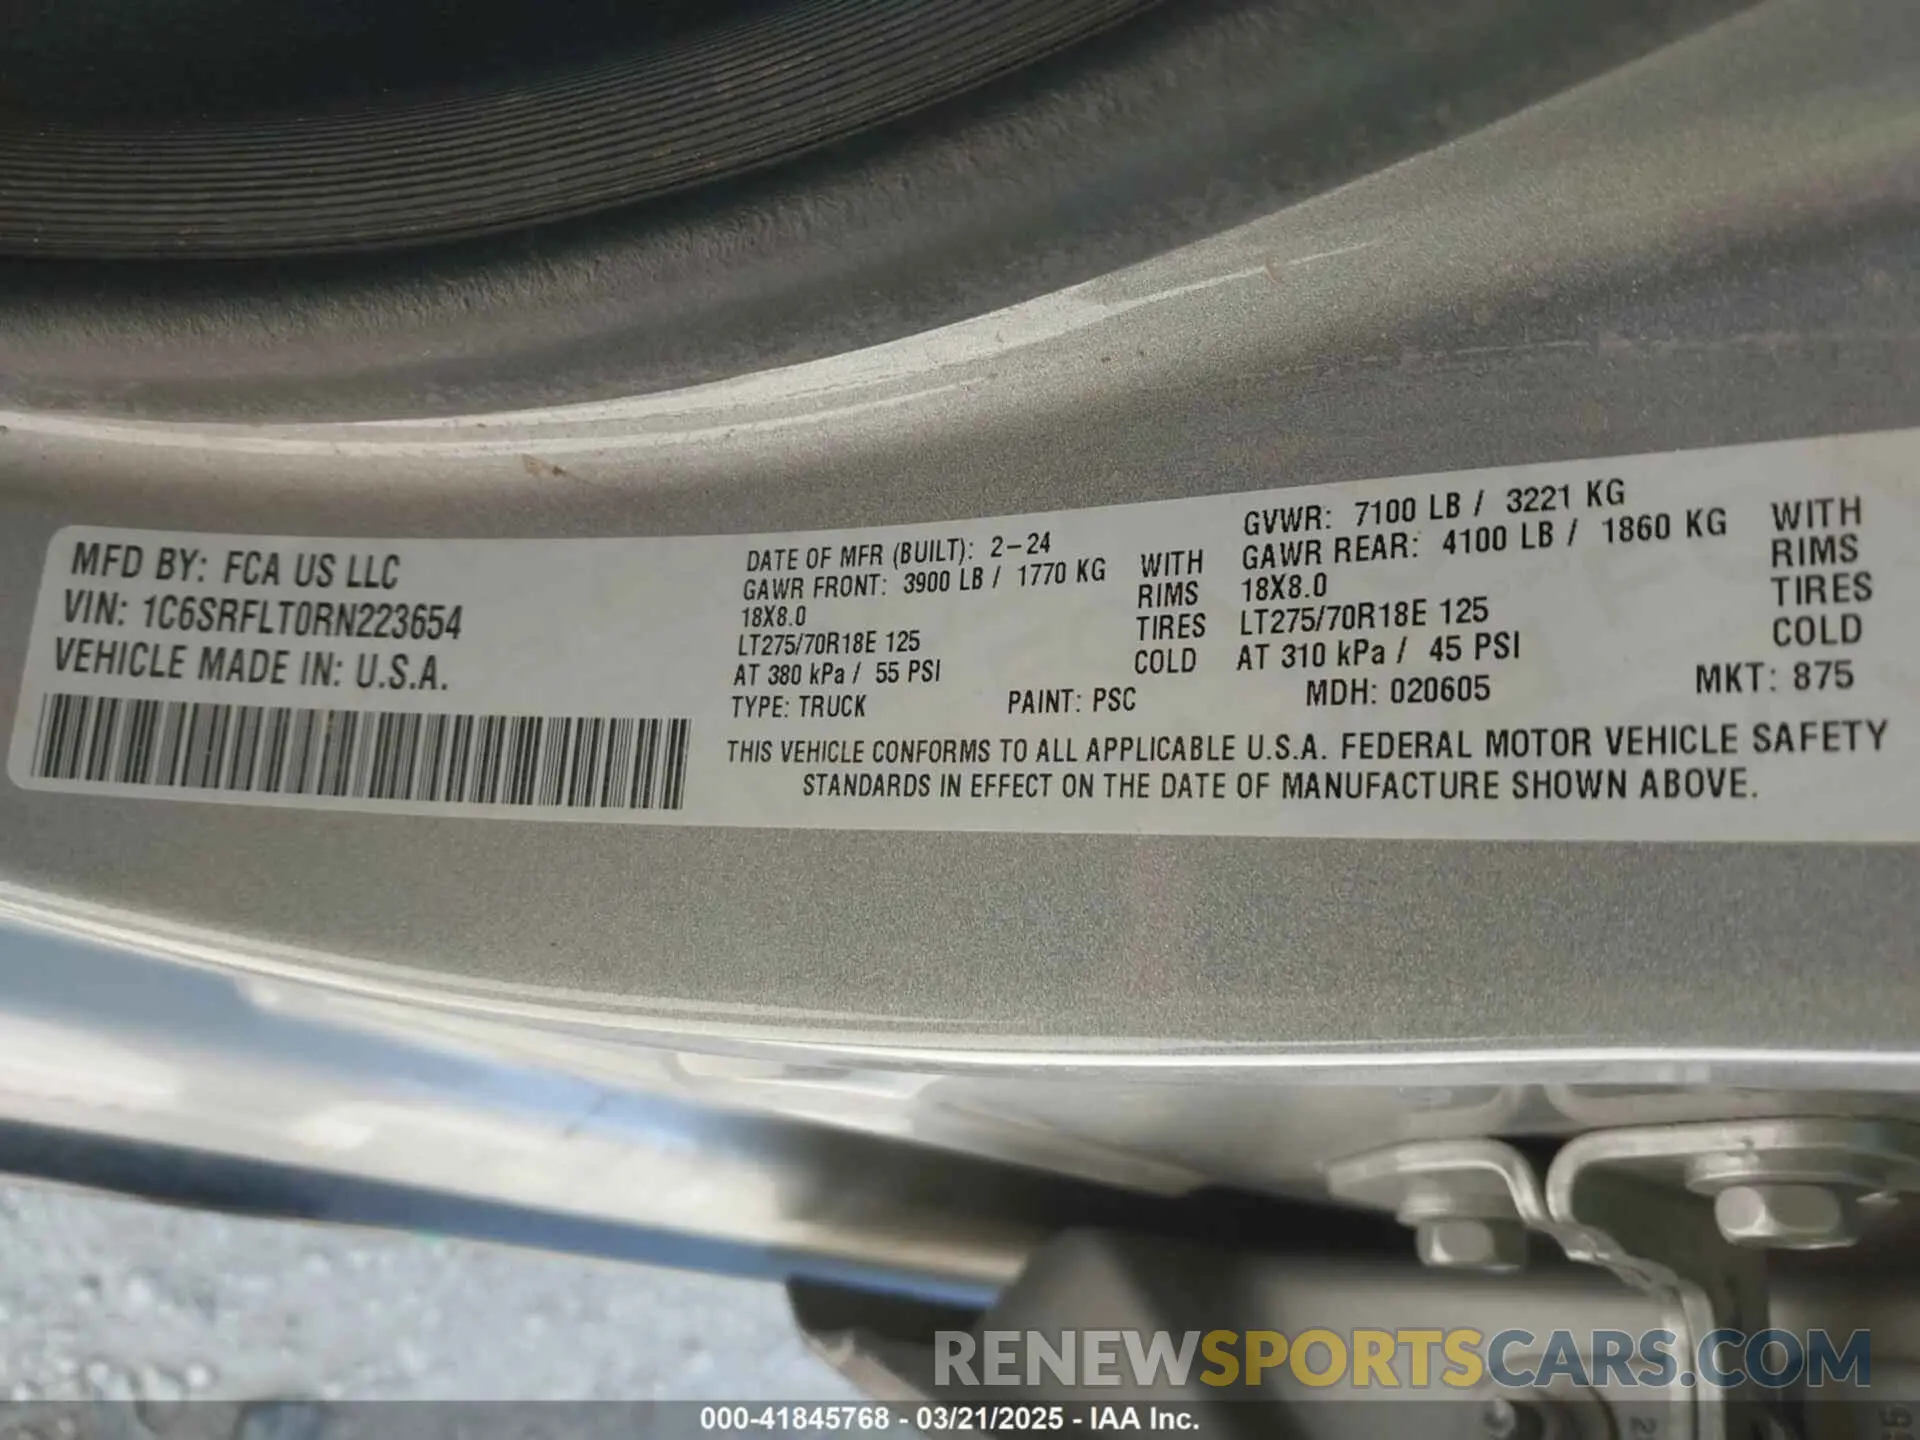 MFD BY: FCA US LLC
VIN: 1C6SRFLT0RN223654
VEHICLE MADE IN: U.S.A.
DATE OF MFR (BUILT): 2-24
GAWR FRONT: 3900 LB / 1770 KG WITH
18X8.0 RIMS
LT275/70R18E 125 TIRES
AT 380 kPa / 55 PSI COLD
GVWR: 7100 LB / 3221 KG
GAWR REAR: 4100 LB / 1860 KG WITH
18X8.0 RIMS
LT275/70R18E 125 TIRES
AT 310 kPa / 45 PSI COLD
TYPE: TRUCK PAINT: PSC MDH: 020605 MKT: 875
THIS VEHICLE CONFORMS TO ALL APPLICABLE U.S.A. FEDERAL MOTOR VEHICLE SAFETY
STANDARDS IN EFFECT ON THE DATE OF MANUFACTURE SHOWN ABOVE.
RENEWSPORTSCARS.COM
000-41845768 - 03/21/2025 - IAA Inc.